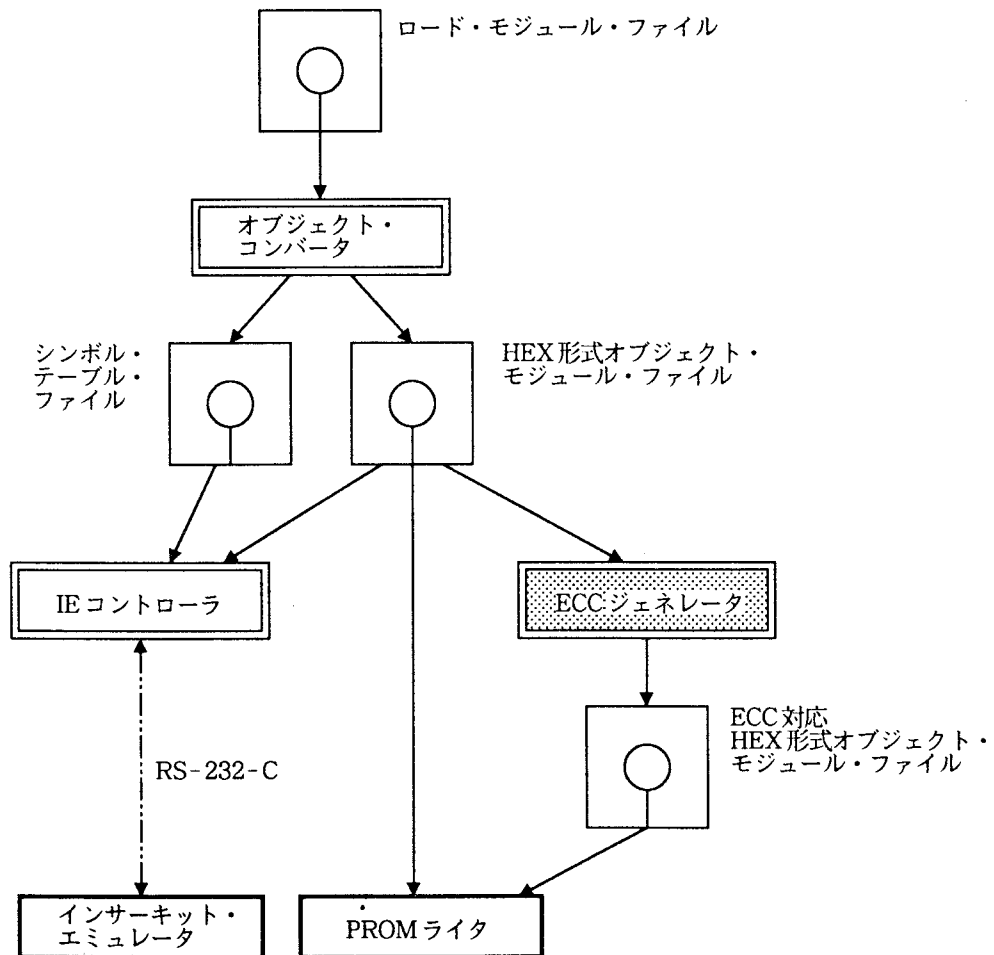 ロード・モジュール・ファイル
オブジェクト・
コンバータ
シンボル・
テーブル・
ファイル
HEX形式オブジェクト・
モジュール・ファイル
IEコントローラ
ECCジェネレータ
ECC対応
HEX形式オブジェクト・
モジュール・ファイル
RS-232-C
インサーキット・
エミュレータ
PROMライタ